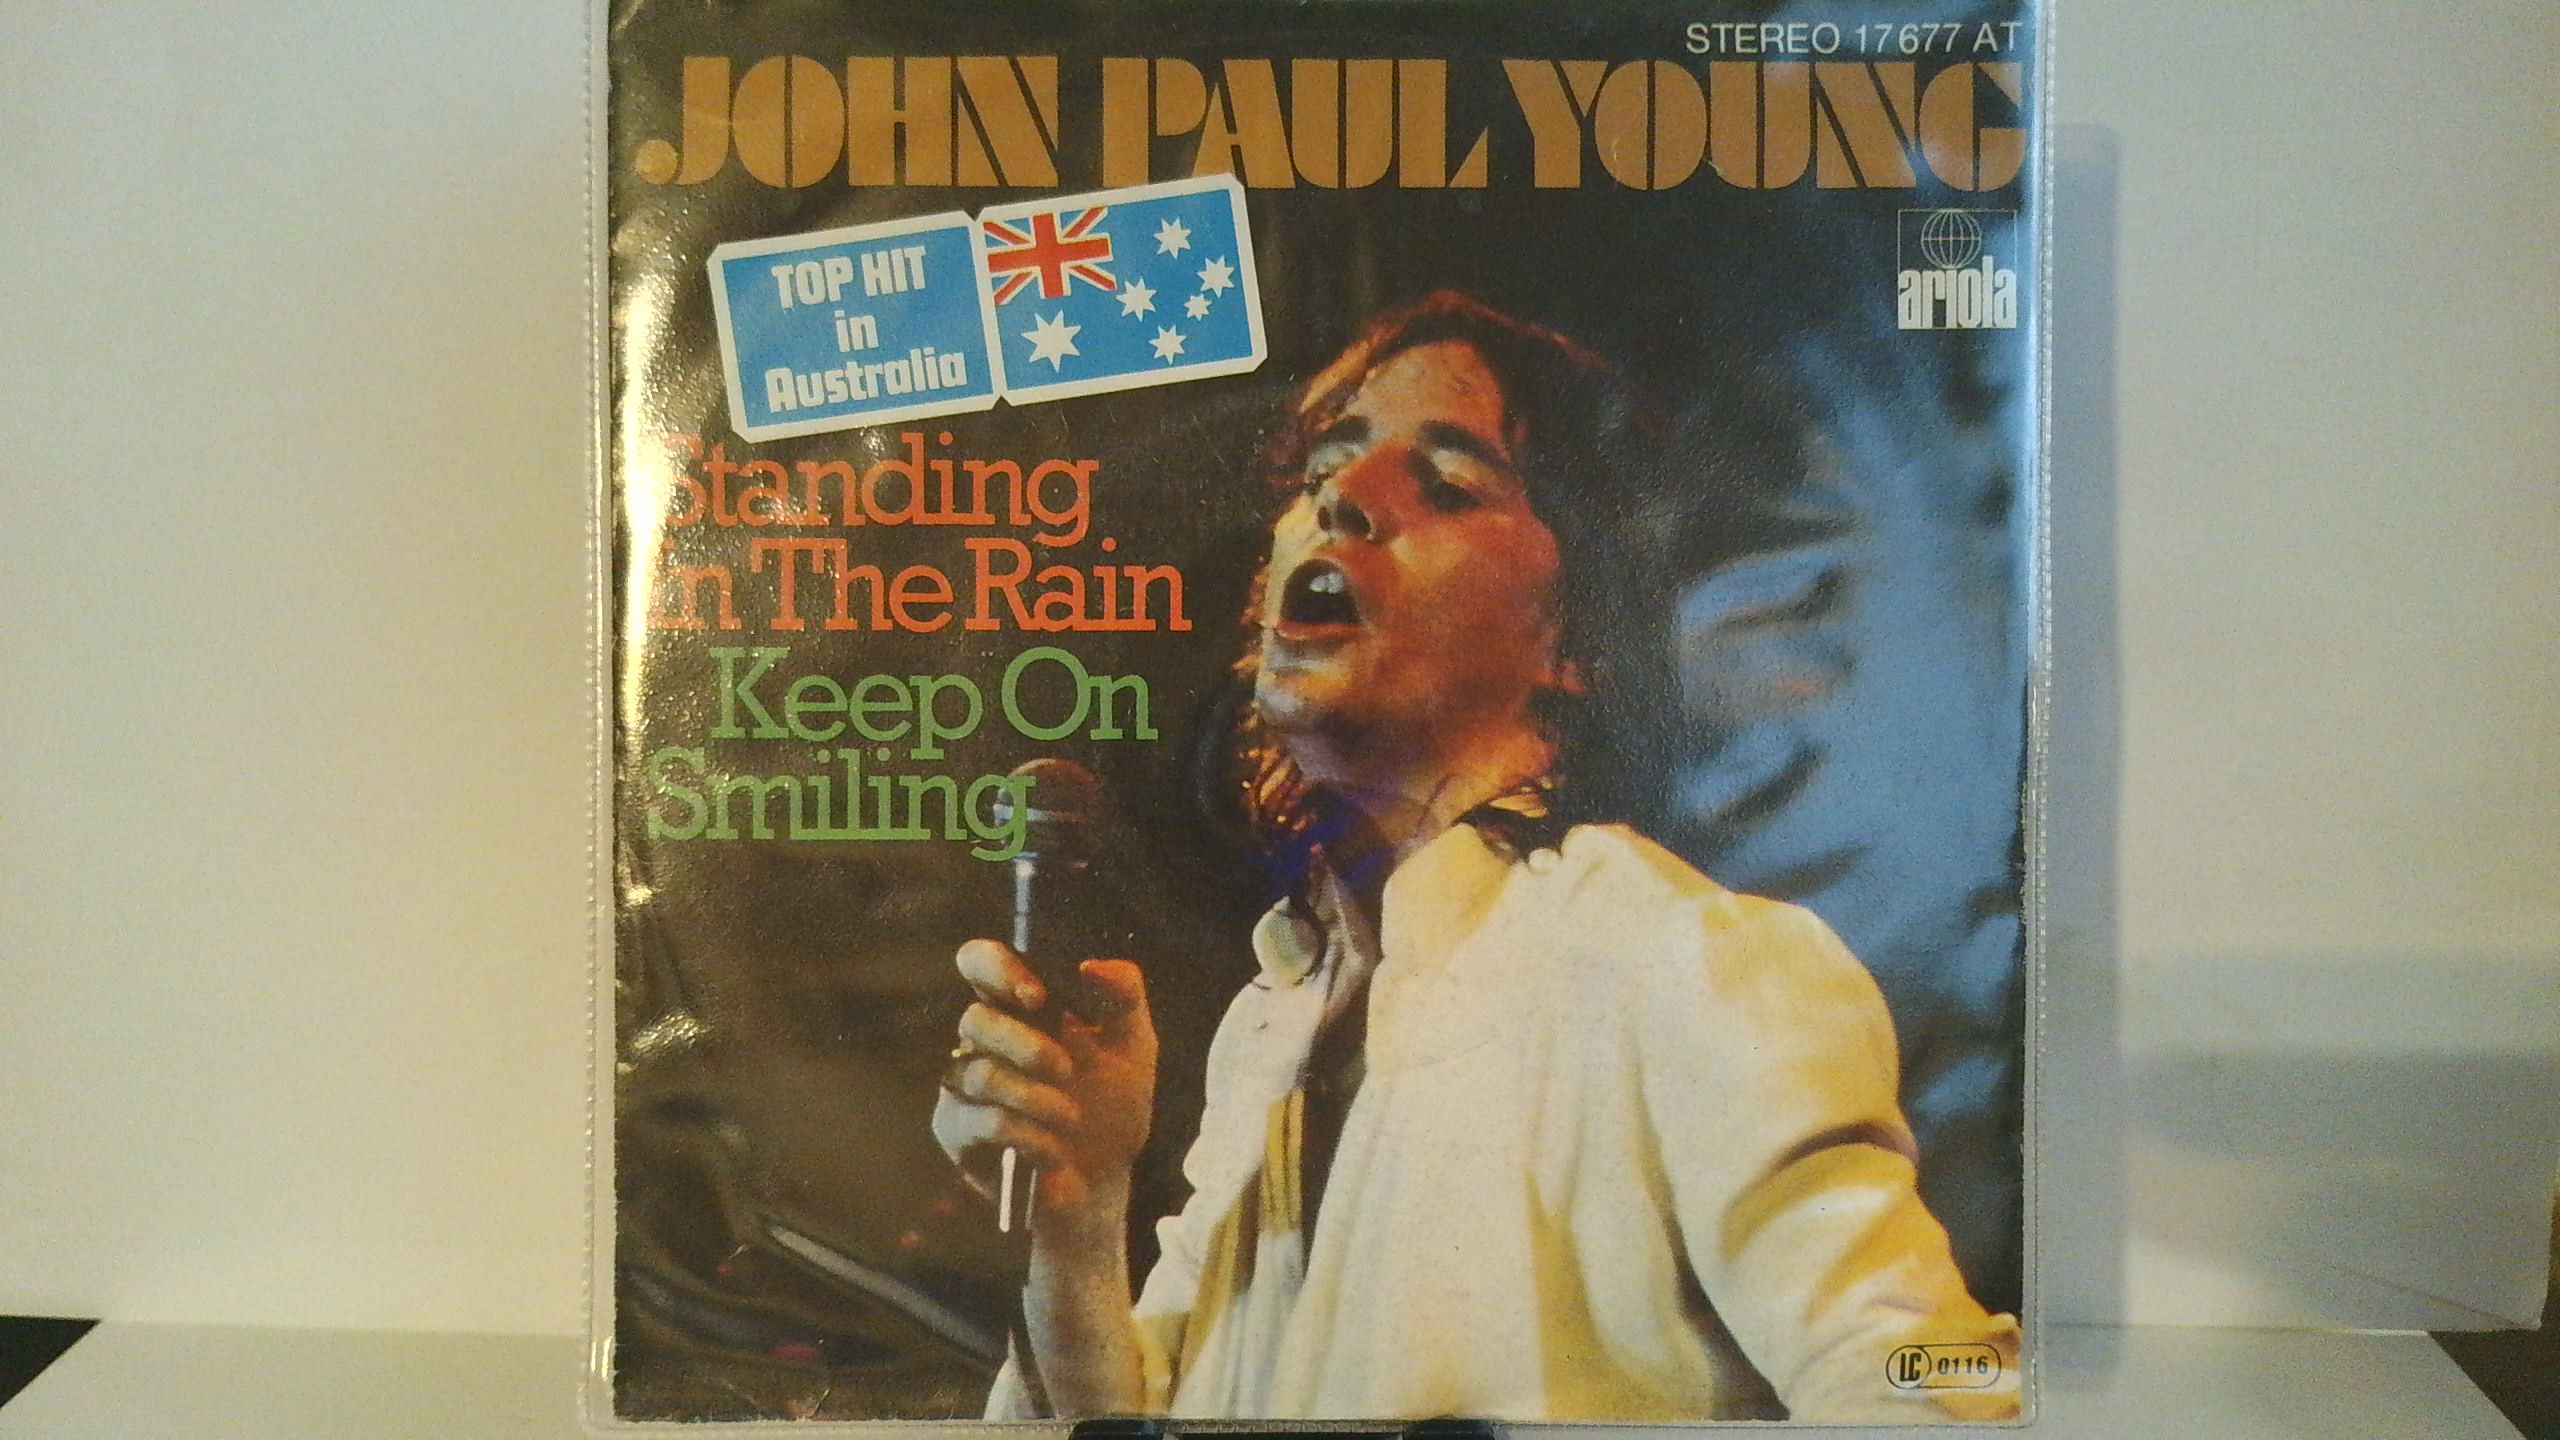 STEREO 17677 AT
JOHN PAUL YOUNG
TOP HIT
in
Australia
ariola
Standing
In The Rain
Keep On
Smiling
LC 0116